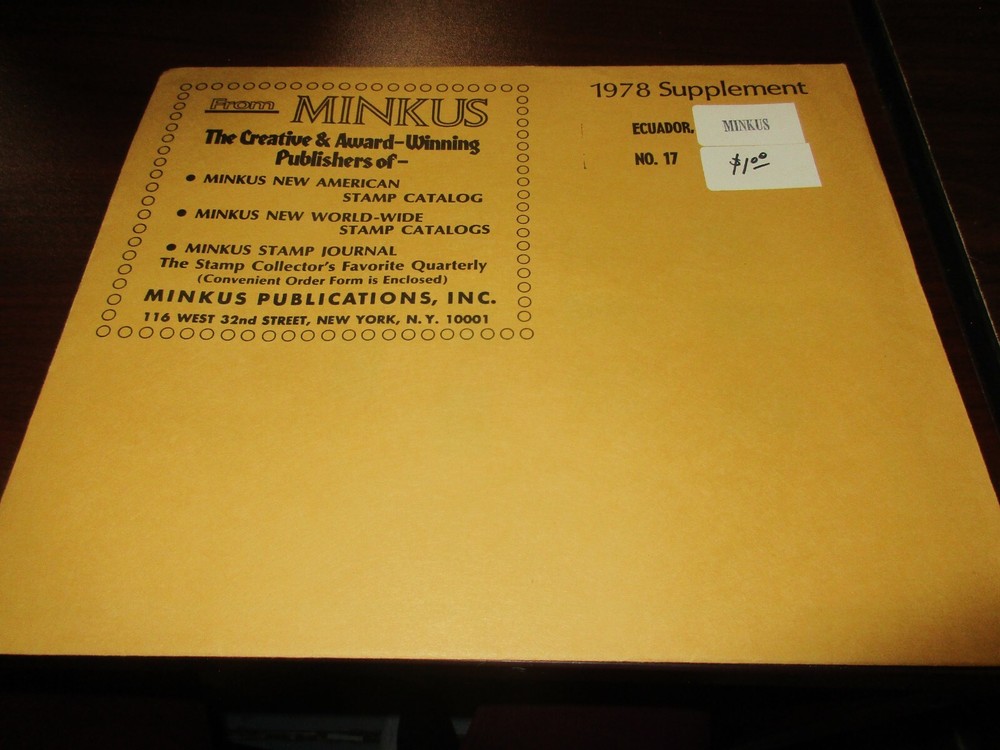 From MINKUS
The Creative & Award-Winning
Publishers of-
• MINKUS NEW AMERICAN
STAMP CATALOG
• MINKUS NEW WORLD-WIDE
STAMP CATALOGS
• MINKUS STAMP JOURNAL
The Stamp Collector's Favorite Quarterly
(Convenient Order Form is Enclosed)
MINKUS PUBLICATIONS, INC.
116 WEST 32nd STREET, NEW YORK, N.Y. 10001
1978 Supplement
ECUADOR,
NO. 17
MINKUS
$1.00